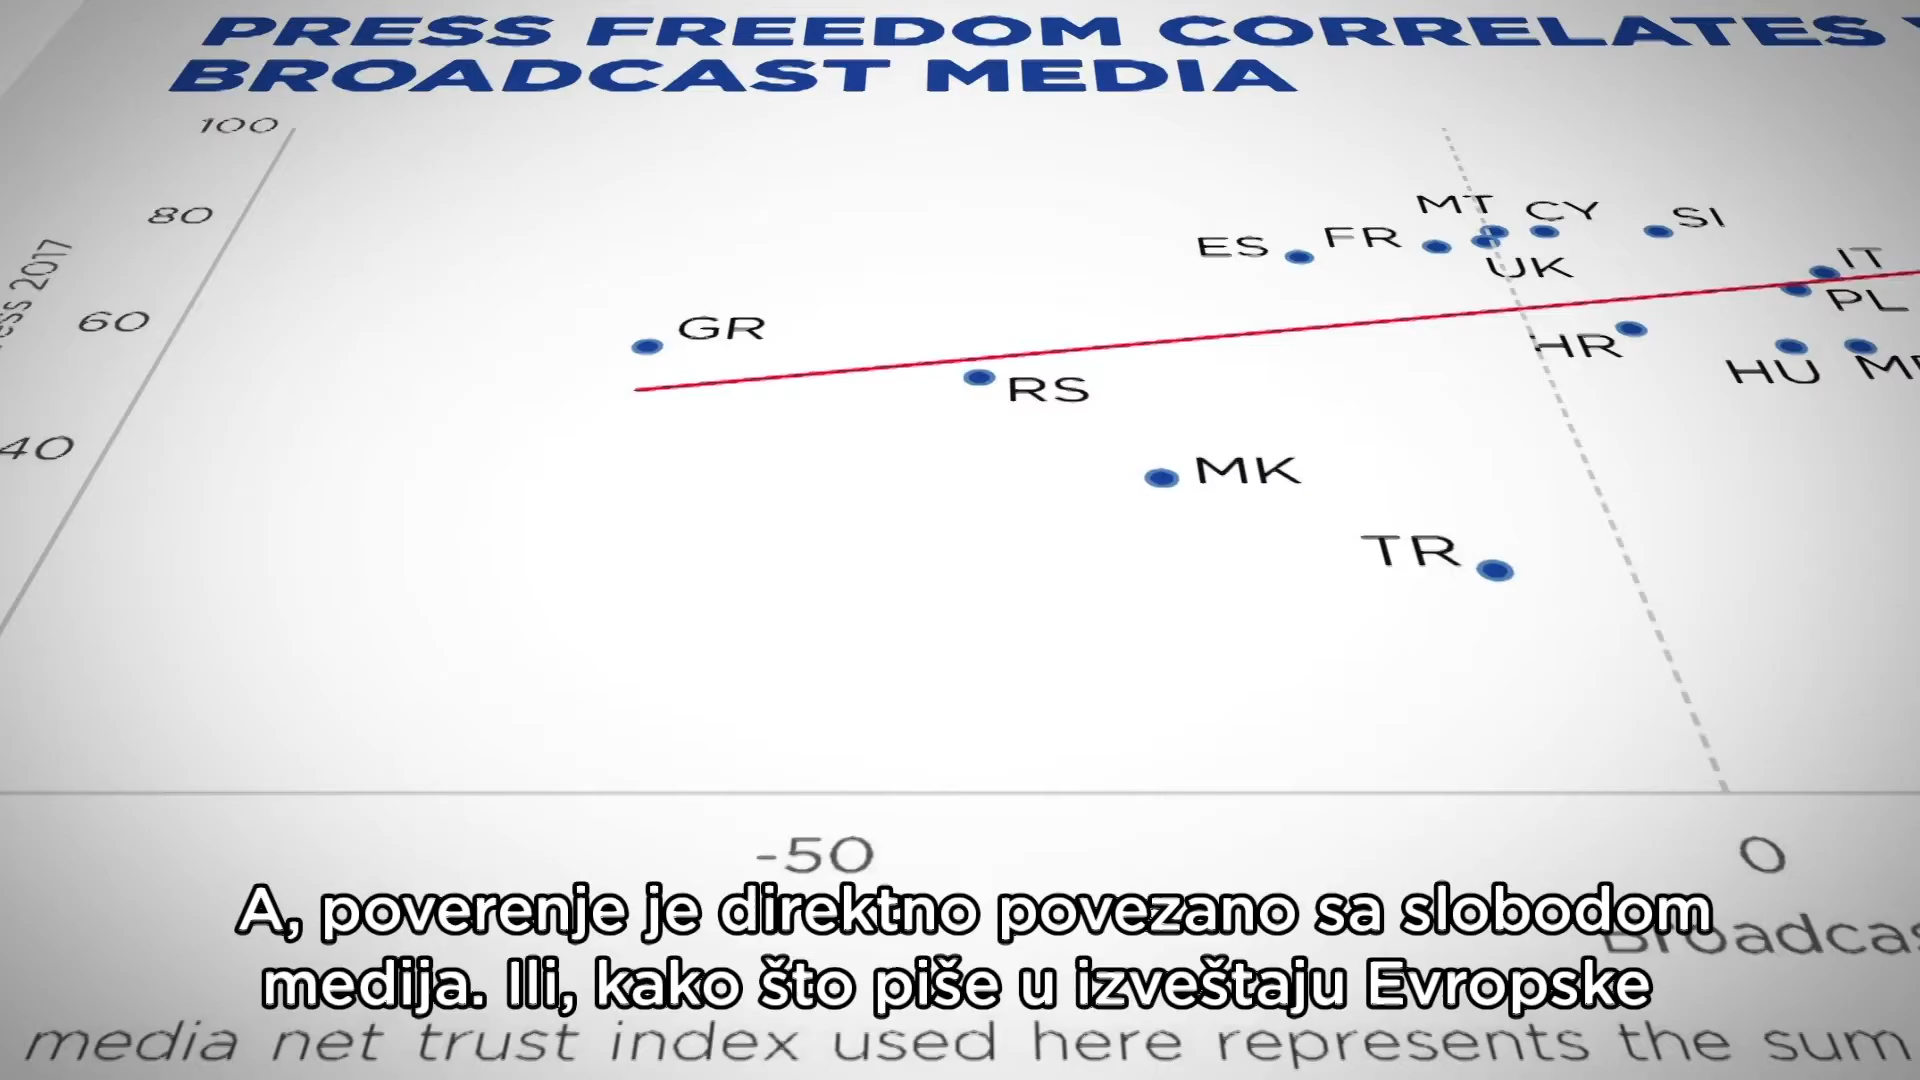 PRESS FREEDOM CORRELATES
BROADCAST MEDIA
100
80
60
40
2017
MT
CY
SI
ES
FR
UK
IT
PL
GR
HR
HU
RS
MK
TR
-50
0
A, poverenje je direktno povezano sa slobodom
medija. Ili, kako što piše u izveštaju Evropske
media net trust index used here represents the sum